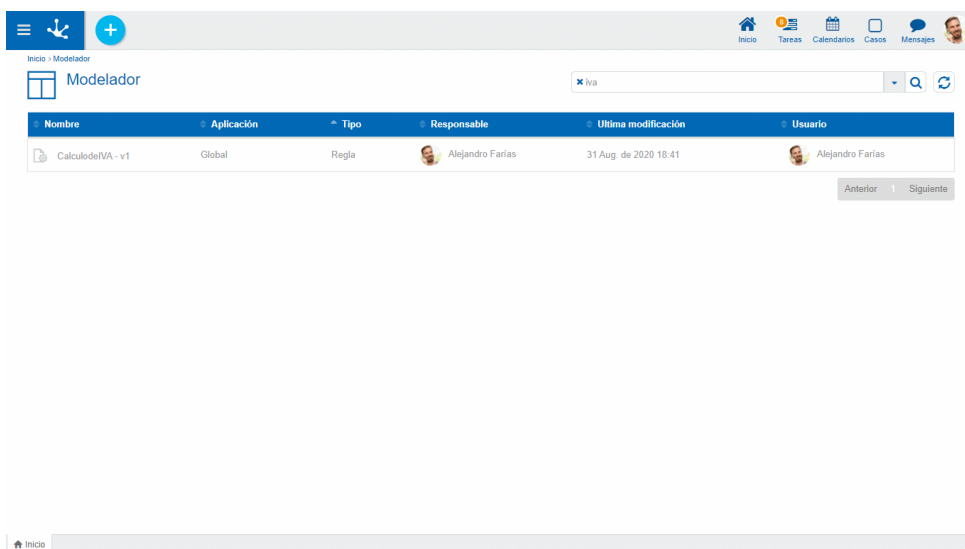 8
Inicio Tareas Calendarios Casos Mensajes
Inicio › Modelador
Modelador
iva
Nombre Aplicación Tipo Responsable Ultima modificación Usuario
CalculodeIVA - v1 Global Regla Alejandro Farías 31 Aug. de 2020 18:41 Alejandro Farías
Anterior 1 Siguiente
Inicio